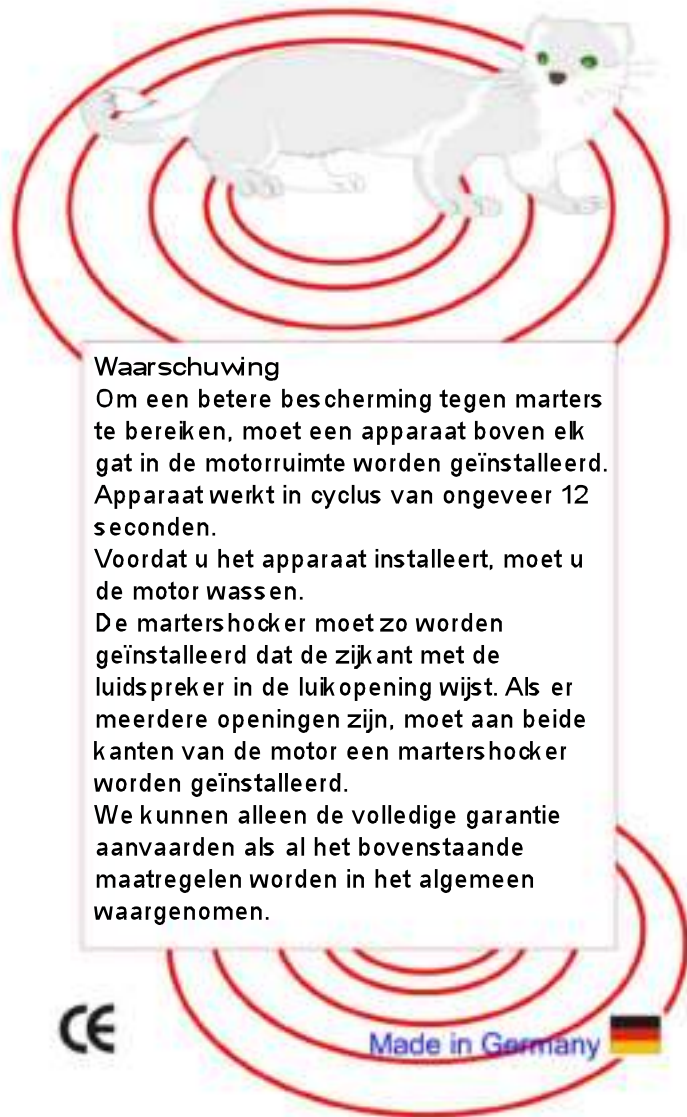 Waarschuwing
Om een betere bescherming tegen marters
te bereiken, moet een apparaat boven elk
gat in de motorruimte worden geïnstalleerd.
Apparaat werkt in cyclus van ongeveer 12
seconden.
Voordat u het apparaat installeert, moet u
de motor wassen.
De martershocker moet zo worden
geïnstalleerd dat de zijkant met de
luidspreker in de luikopening wijst. Als er
meerdere openingen zijn, moet aan beide
kanten van de motor een martershocker
worden geïnstalleerd.
We kunnen alleen de volledige garantie
aanvaarden als al het bovenstaande
maatregelen worden in het algemeen
waargenomen.
CE
Made in Germany